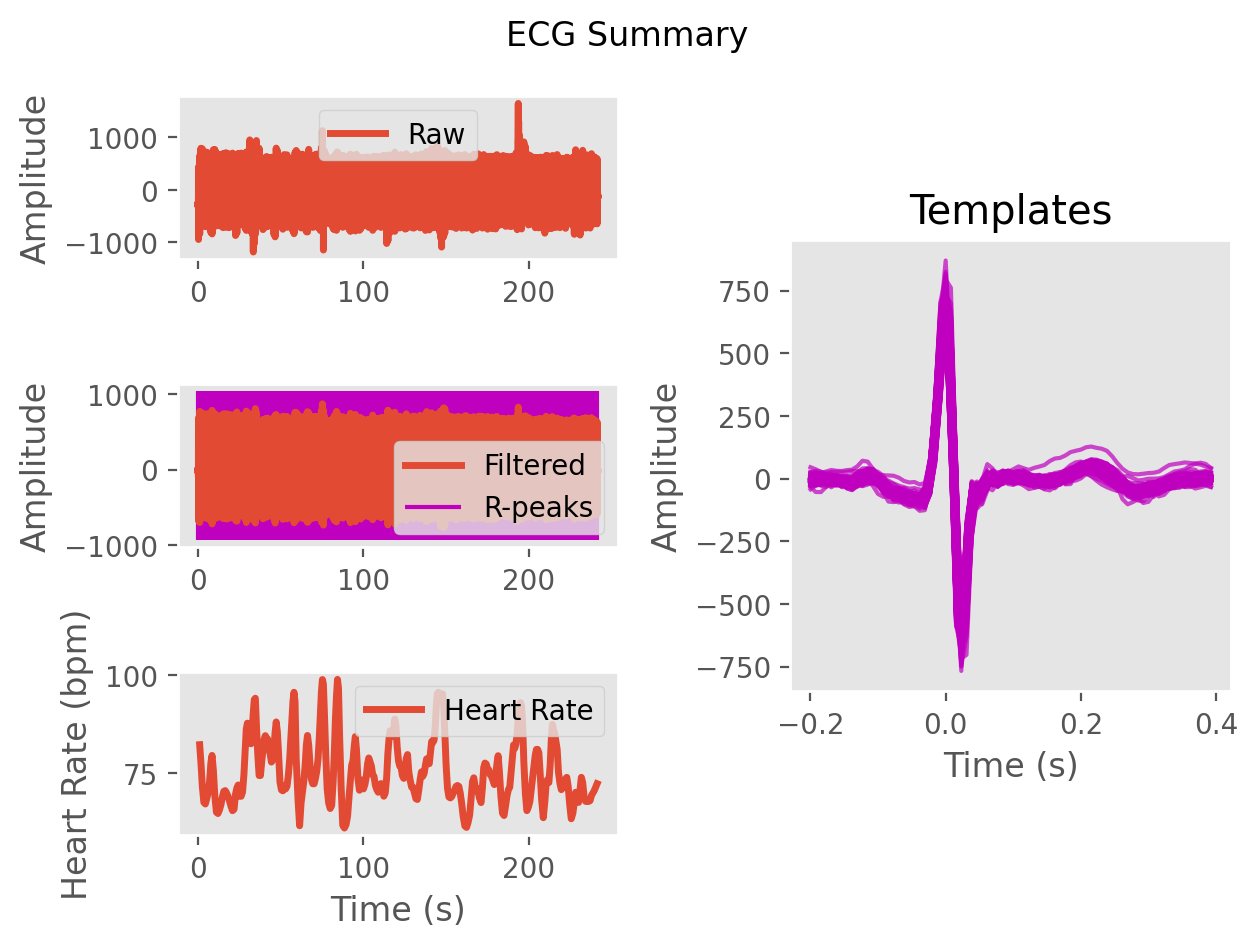 ECG Summary
Amplitude
1000
0
−1000
Raw
0
100
200
Amplitude
1000
0
−1000
Filtered
R-peaks
0
100
200
Heart Rate (bpm)
100
75
Heart Rate
0
100
200
Time (s)
Templates
Amplitude
750
500
250
0
−250
−500
−750
−0.2
0.0
0.2
0.4
Time (s)